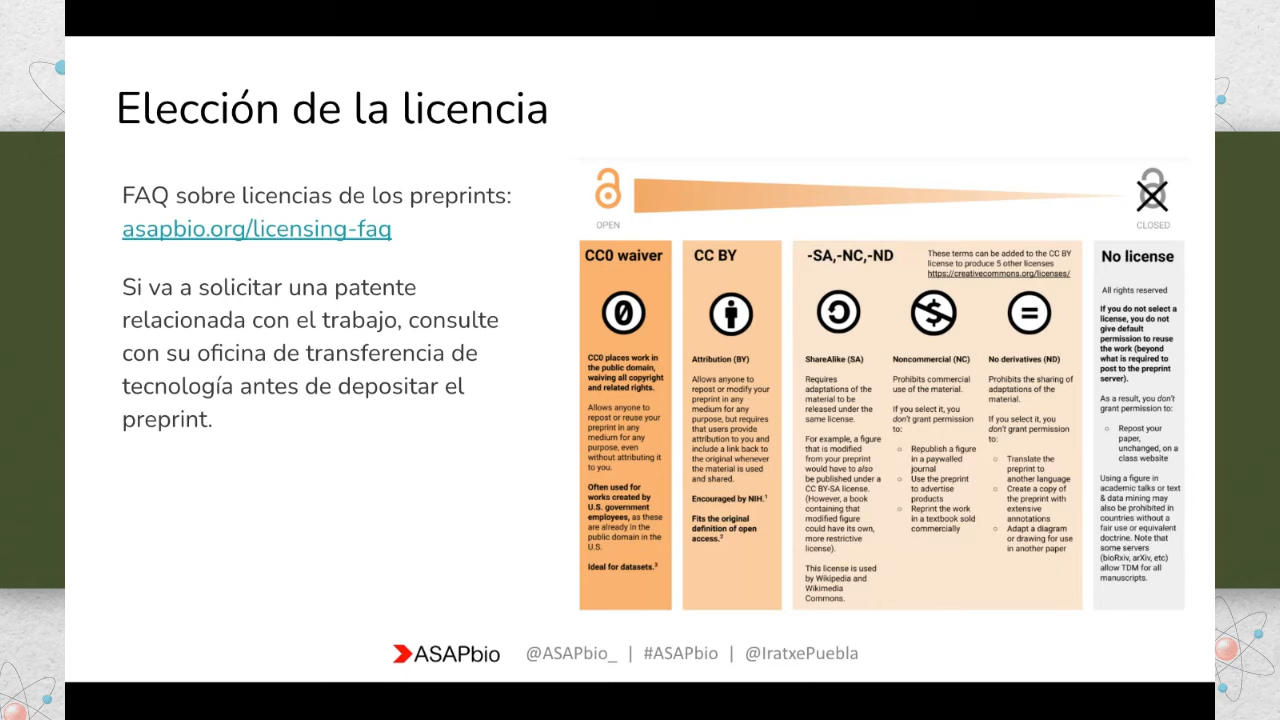 Elección de la licencia
FAQ sobre licencias de los preprints:
asapbio.org/licensing-faq
Si va a solicitar una patente
relacionada con el trabajo, consulte
con su oficina de transferencia de
tecnología antes de depositar el
preprint.
OPEN
CLOSED
CC0 waiver
CC0 places work in
the public domain,
waiving all copyright
and related rights.
Allows anyone to
repost or reuse your
preprint in any
medium for any
purpose, even
without attributing it
to you.
Often used for
works created by
U.S. government
employees, as these
are already in the
public domain in the
U.S.
Ideal for datasets.³
CC BY
Attribution (BY)
Allows anyone to
repost or modify your
preprint in any
medium for any
purpose, but requires
that users provide
attribution to you and
include a link back to
the original whenever
the material is used
and shared.
Encouraged by NIH.¹
Fits the original
definition of open
access.²
-SA,-NC,-ND
These terms can be added to the CC BY
license to produce 5 other licenses
https://creativecommons.org/licenses/
ShareAlike (SA)
Requires
adaptations of the
material to be
released under the
same license.
For example, a figure
that is modified
from your preprint
would have to also
be published under a
CC BY-SA license.
(However, a book
containing that
modified figure
could have its own,
more restrictive
license).
This license is used
by Wikipedia and
Wikimedia
Commons.
Noncommercial (NC)
Prohibits commercial
use of the material.
If you select it, you
don't grant permission
to:
○ Republish a figure
in a paywalled
journal
○ Use the preprint
to advertise
products
○ Reprint the work
in a textbook sold
commercially
No derivatives (ND)
Prohibits the sharing of
adaptations of the
material.
If you select it, you
don't grant permission
to:
○ Translate the
preprint to
another language
○ Create a copy of
the preprint with
extensive
annotations
○ Adapt a diagram
or drawing for use
in another paper
No license
All rights reserved
If you do not select a
license, you do not
give default
permission to reuse
the work (beyond
what is required to
post to the preprint
server).
As a result, you don't
grant permission to:
○ Repost your
paper,
unchanged, on a
class website
Using a figure in
academic talks or text
& data mining may
also be prohibited in
countries without a
fair use or equivalent
doctrine. Note that
some servers
(bioRxiv, arXiv, etc)
allow TDM for all
manuscripts.
ASAPbio @ASAPbio_ | #ASAPbio | @IratxePuebla